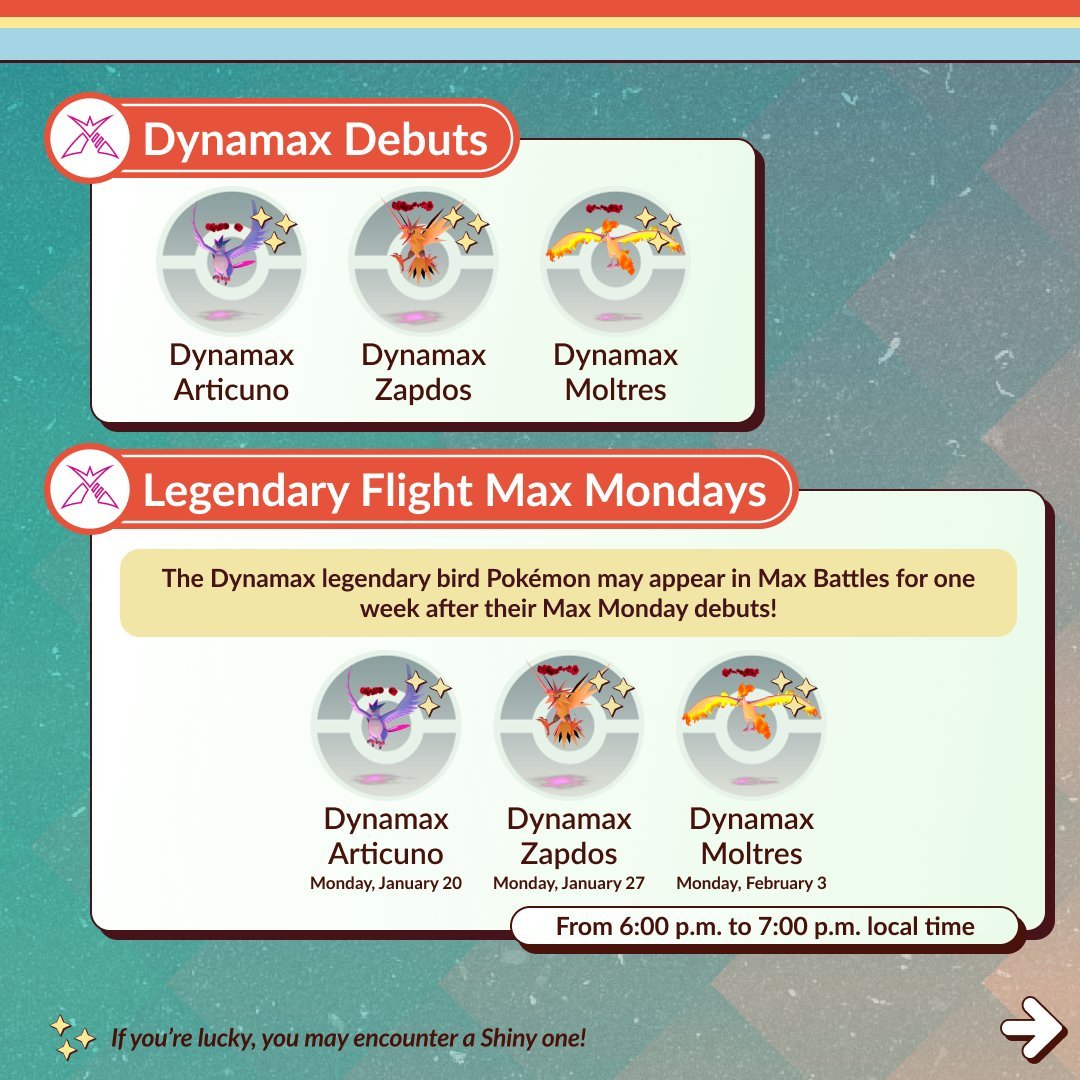 Dynamax Debuts
Dynamax
Articuno
Dynamax
Zapdos
Dynamax
Moltres
Legendary Flight Max Mondays
The Dynamax legendary bird Pokémon may appear in Max Battles for one
week after their Max Monday debuts!
Dynamax
Articuno
Monday, January 20
Dynamax
Zapdos
Monday, January 27
Dynamax
Moltres
Monday, February 3
From 6:00 p.m. to 7:00 p.m. local time
If you're lucky, you may encounter a Shiny one!